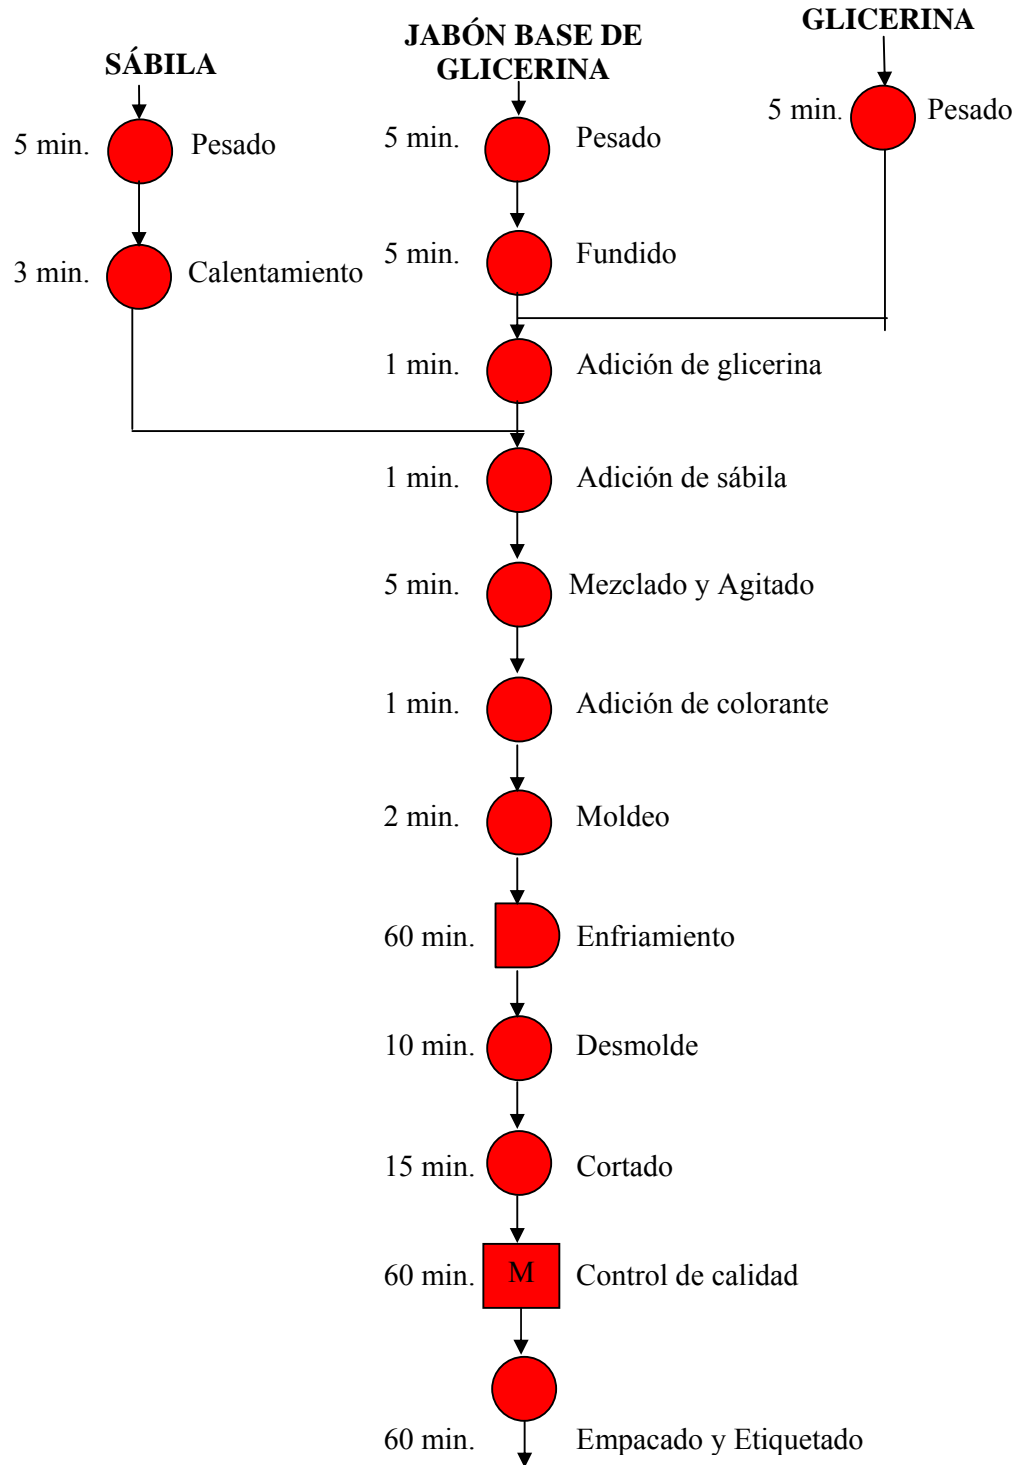 SÁBILA
JABÓN BASE DE
GLICERINA
GLICERINA
5 min. Pesado
5 min. Pesado
5 min. Pesado
3 min. Calentamiento
5 min. Fundido
1 min. Adición de glicerina
1 min. Adición de sábila
5 min. Mezclado y Agitado
1 min. Adición de colorante
2 min. Moldeo
60 min. Enfriamiento
10 min. Desmolde
15 min. Cortado
60 min. M Control de calidad
60 min. Empacado y Etiquetado